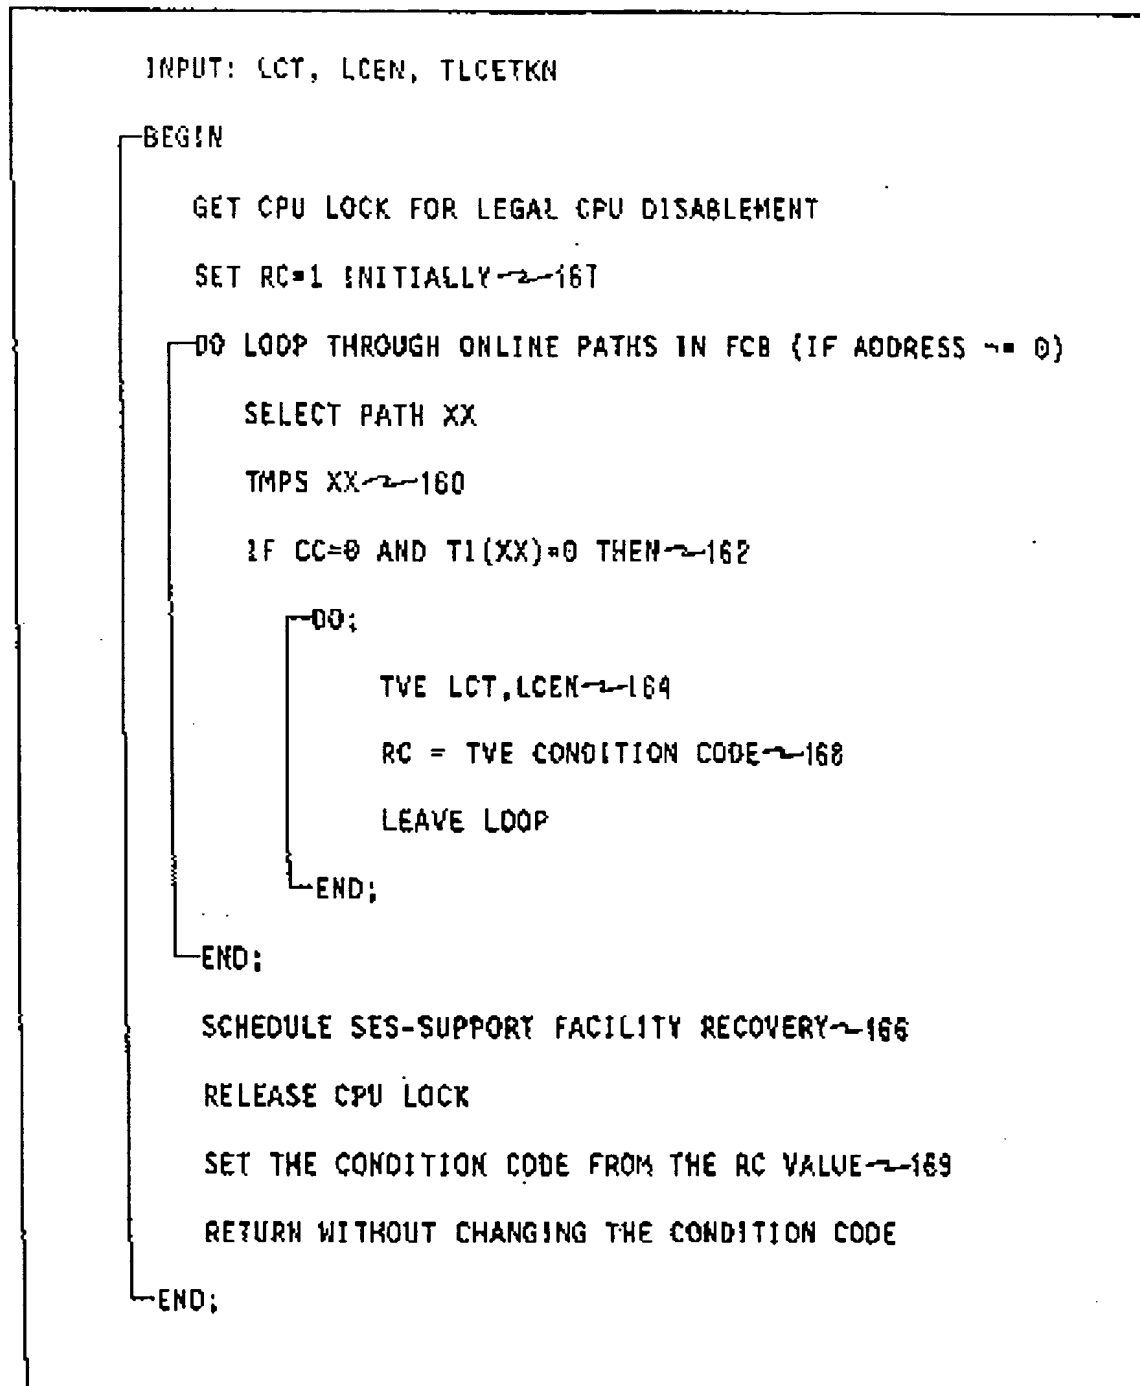 INPUT: LCT, LCEN, TLCETKN
BEGIN
GET CPU LOCK FOR LEGAL CPU DISABLEMENT
SET RC=1 INITIALLY 167
DO LOOP THROUGH ONLINE PATHS IN FCB (IF ADDRESS ¬= 0)
SELECT PATH XX
TMPS XX 160
IF CC=0 AND T1(XX)=0 THEN 162
DO;
TVE LCT,LCEN 164
RC = TVE CONDITION CODE 168
LEAVE LOOP
END;
END;
SCHEDULE SES-SUPPORT FACILITY RECOVERY 166
RELEASE CPU LOCK
SET THE CONDITION CODE FROM THE RC VALUE 169
RETURN WITHOUT CHANGING THE CONDITION CODE
END;